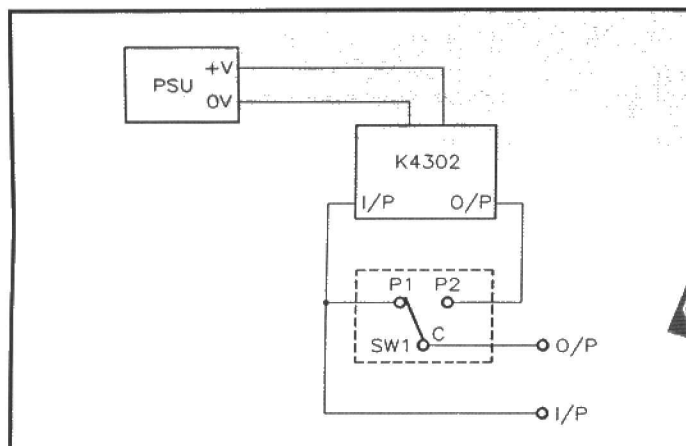 +V
PSU
0V
K4302
I/P O/P
P1 P2
C
SW1
O/P
I/P